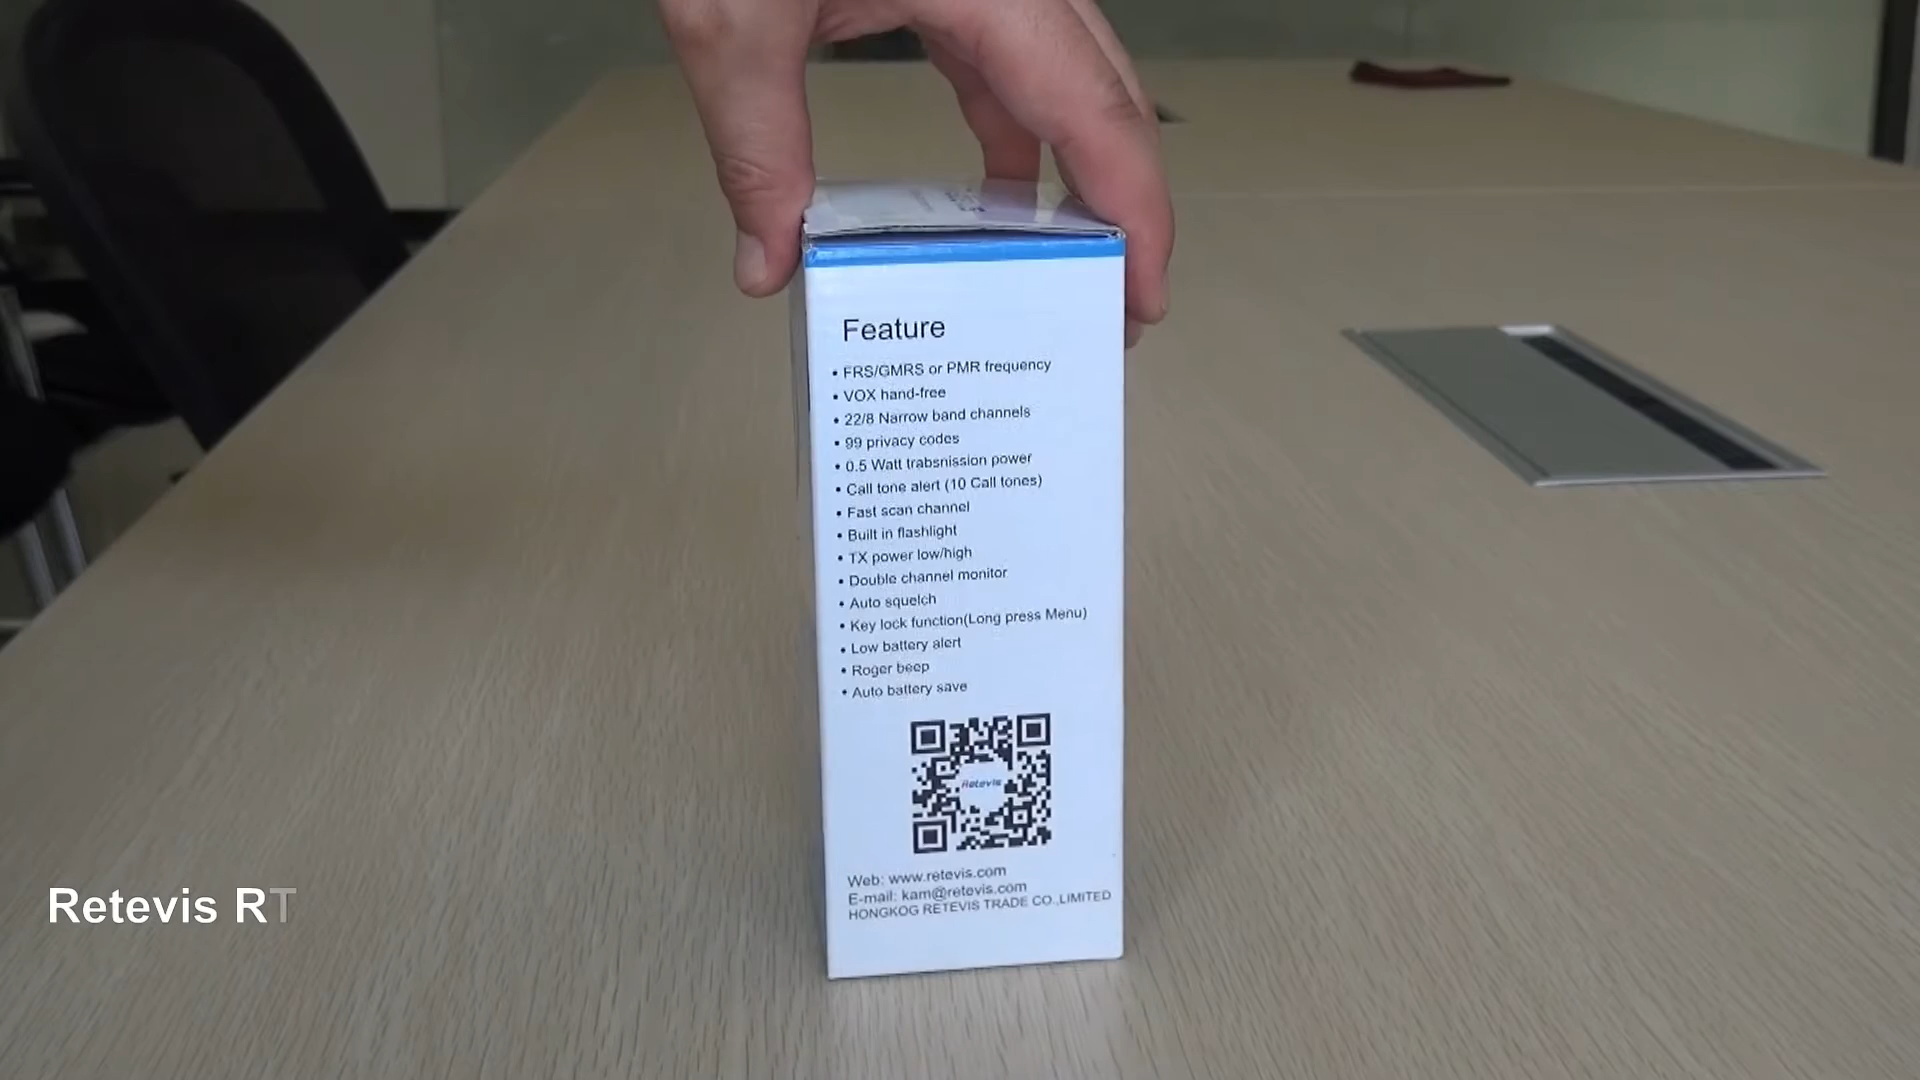 Feature
• FRS/GMRS or PMR frequency
• VOX hand-free
• 22/8 Narrow band channels
• 99 privacy codes
• 0.5 Watt trabsnission power
• Call tone alert (10 Call tones)
• Fast scan channel
• Built in flashlight
• TX power low/high
• Double channel monitor
• Auto squelch
• Key lock function(Long press Menu)
• Low battery alert
• Roger beep
• Auto battery save
Retevis
Web: www.retevis.com
E-mail: kam@retevis.com
HONGKOG RETEVIS TRADE CO.,LIMITED
Retevis RT